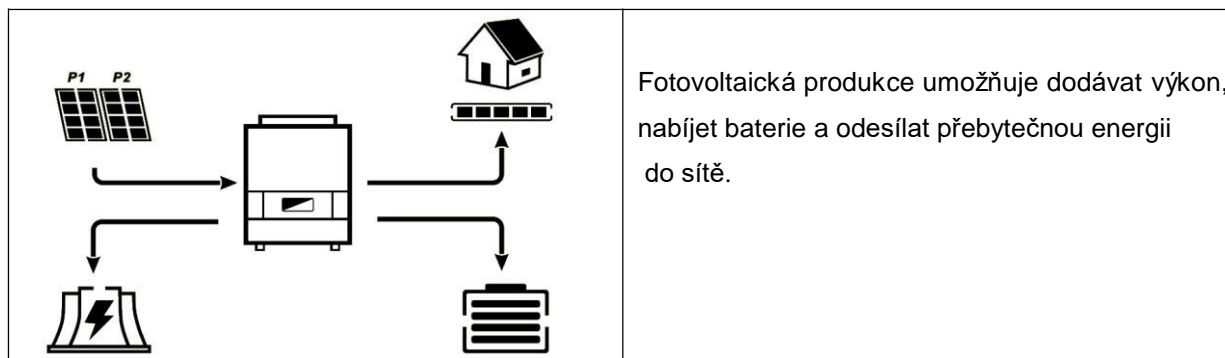 P1 P2
Fotovoltaická produkce umožňuje dodávat výkon,
nabíjet baterie a odesílat přebytečnou energii
do sítě.